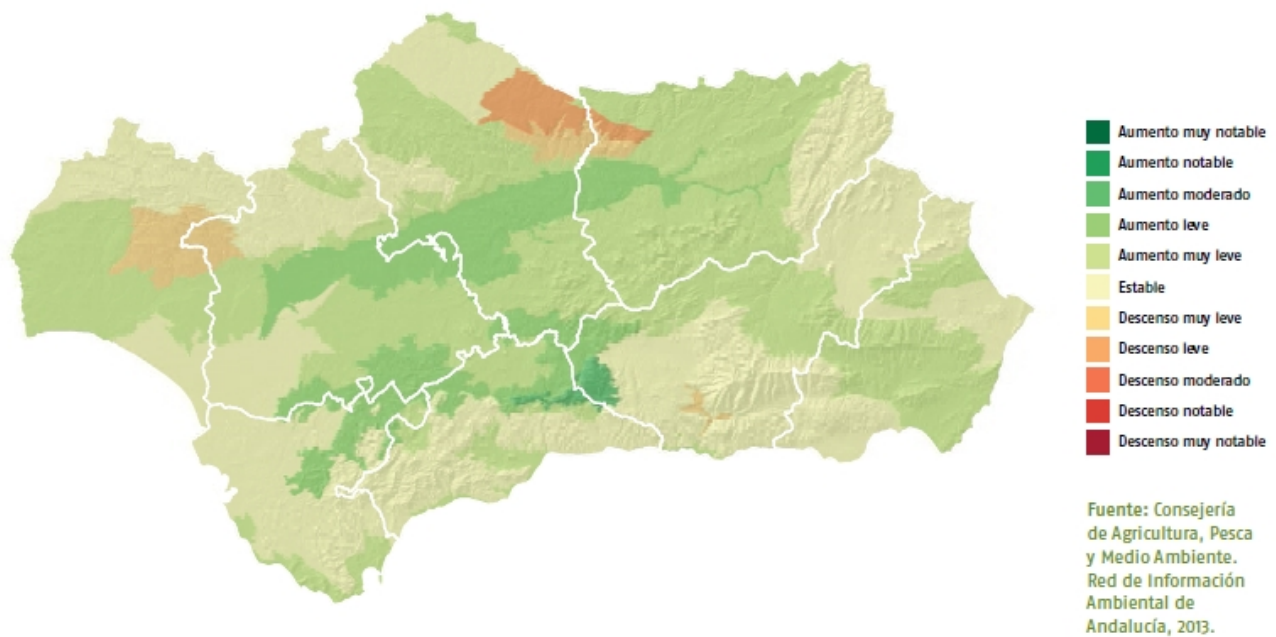 Aumento muy notable
Aumento notable
Aumento moderado
Aumento leve
Aumento muy leve
Estable
Descenso muy leve
Descenso leve
Descenso moderado
Descenso notable
Descenso muy notable
Fuente: Consejería
de Agricultura, Pesca
y Medio Ambiente.
Red de Información
Ambiental de
Andalucía, 2013.